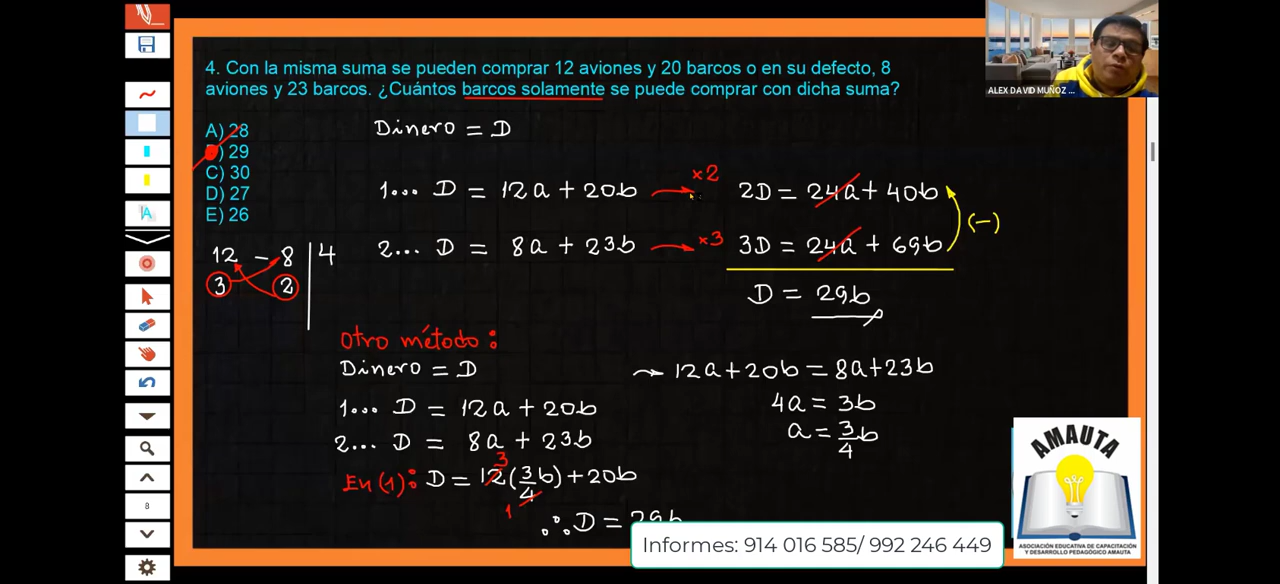 4. Con la misma suma se pueden comprar 12 aviones y 20 barcos o en su defecto, 8
aviones y 23 barcos. ¿Cuántos barcos solamente se puede comprar con dicha suma?
ALEX DAVID MUÑOZ ...
A) 28
) 29
C) 30
D) 27
E) 26
Dinero = D
1... D = 12a + 20b
x2
2D = 24a + 40b
2... D = 8a + 23b
x3
3D = 24a + 69b
(-)
D = 29b
12 - 8 | 4
3 2
Otro método:
Dinero = D
1... D = 12a + 20b
2... D = 8a + 23b
En (1): D = 12(3b/4) + 20b
3
1
∴ D = 29b
12a + 20b = 8a + 23b
4a = 3b
a = 3/4 b
AMAUTA
ASOCIACIÓN EDUCATIVA DE CAPACITACIÓN
Y DESARROLLO PEDAGÓGICO AMAUTA
Informes: 914 016 585/ 992 246 449
A
8